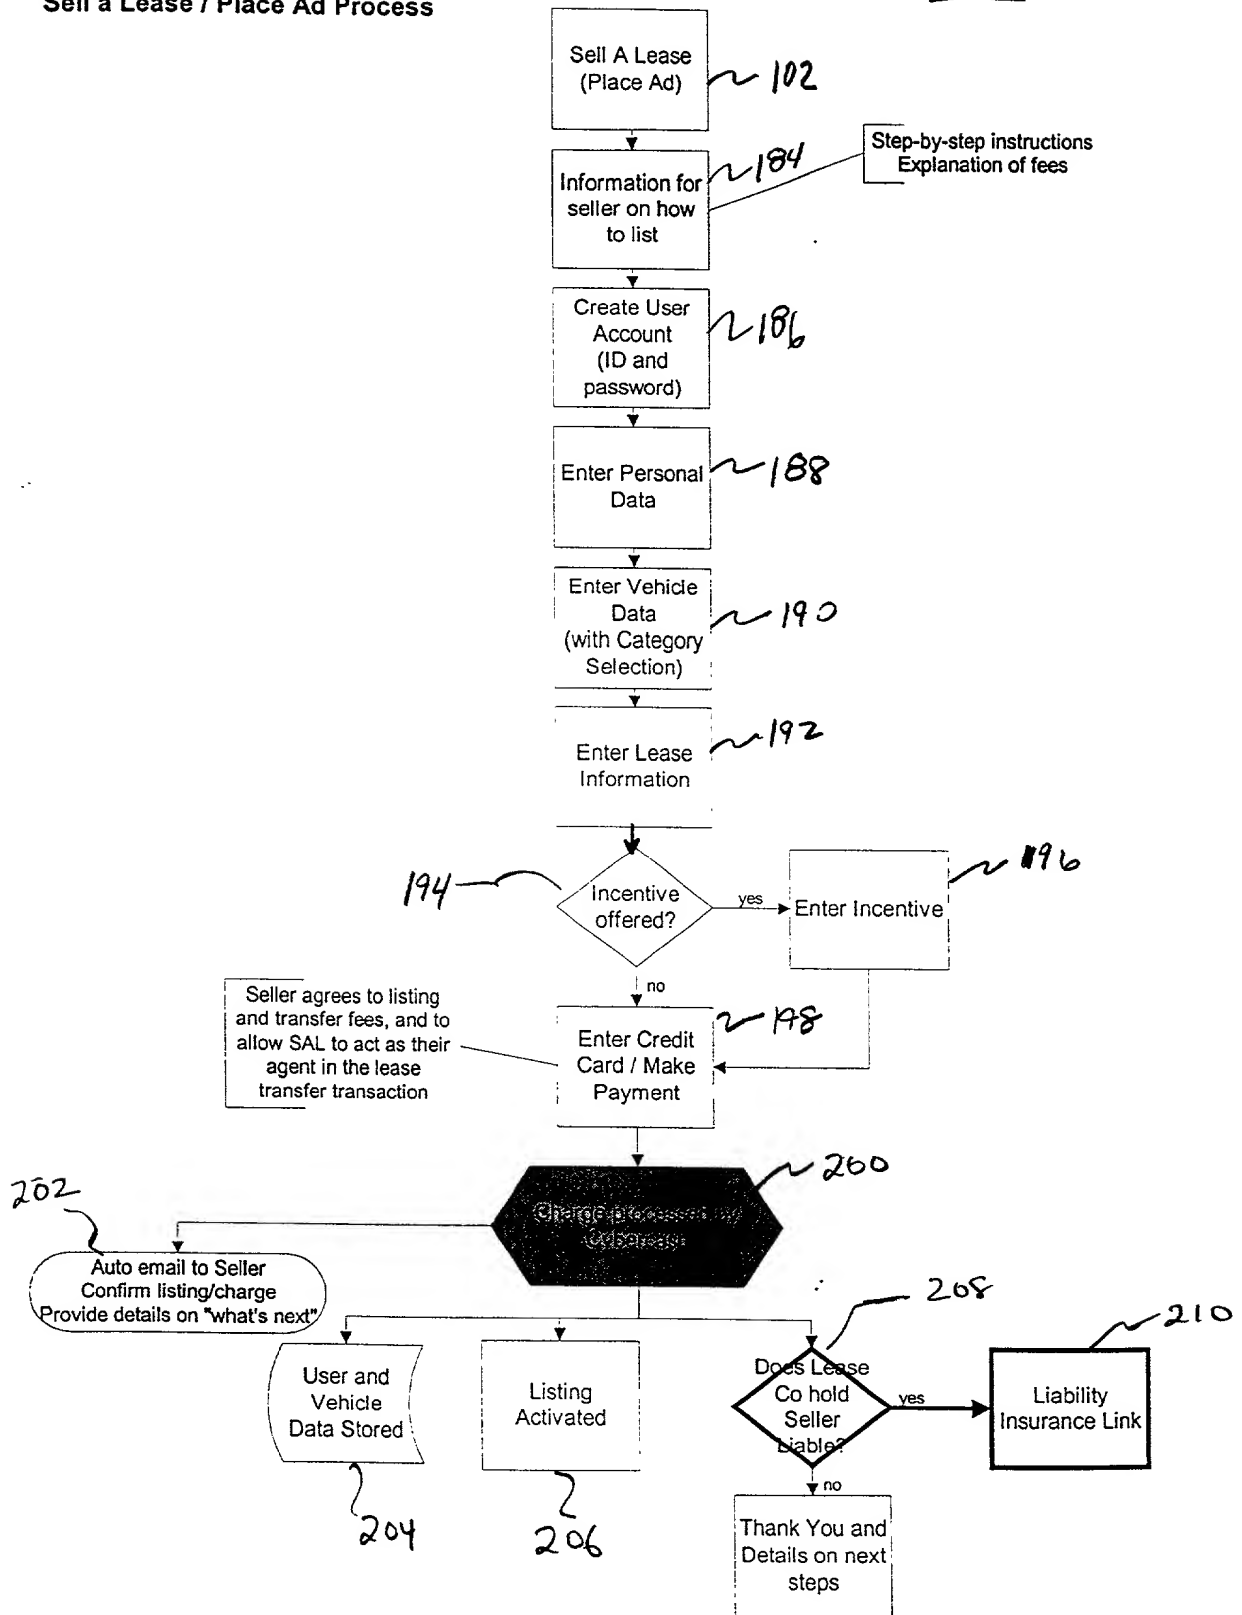 Sell a Lease / Place Ad Process
Sell A Lease
(Place Ad)
102
Step-by-step instructions
Explanation of fees
184
Information for
seller on how
to list
Create User
Account
(ID and
password)
186
Enter Personal
Data
188
Enter Vehicle
Data
(with Category
Selection)
190
Enter Lease
Information
192
194
Incentive
offered?
yes
Enter Incentive
196
no
Seller agrees to listing
and transfer fees, and to
allow SAL to act as their
agent in the lease
transfer transaction
Enter Credit
Card / Make
Payment
198
200
Charge processed by
Cybercash
202
Auto email to Seller
Confirm listing/charge
Provide details on "what's next"
User and
Vehicle
Data Stored
204
Listing
Activated
206
208
Does Lease
Co hold
Seller
Liable?
yes
210
Liability
Insurance Link
no
Thank You and
Details on next
steps